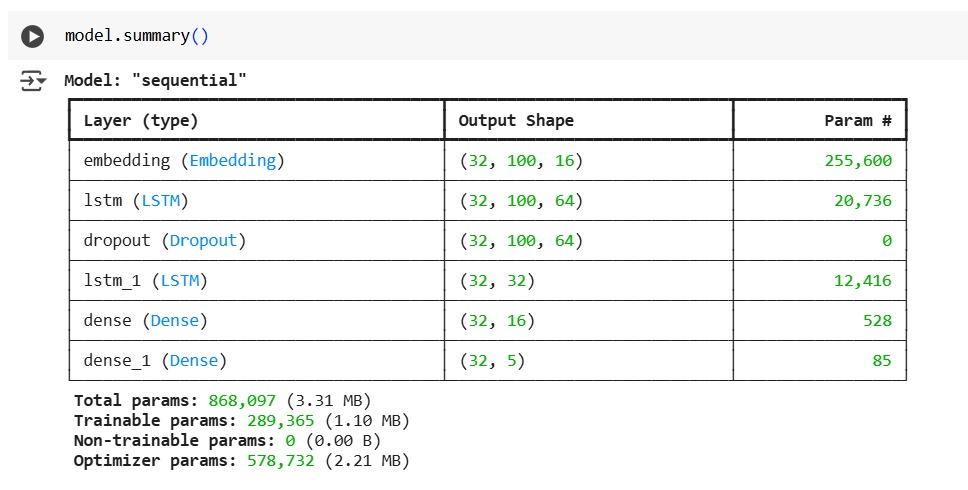 model.summary()
Model: "sequential"
Layer (type) Output Shape Param #
embedding (Embedding) (32, 100, 16) 255,600
lstm (LSTM) (32, 100, 64) 20,736
dropout (Dropout) (32, 100, 64) 0
lstm_1 (LSTM) (32, 32) 12,416
dense (Dense) (32, 16) 528
dense_1 (Dense) (32, 5) 85
Total params: 868,097 (3.31 MB)
Trainable params: 289,365 (1.10 MB)
Non-trainable params: 0 (0.00 B)
Optimizer params: 578,732 (2.21 MB)